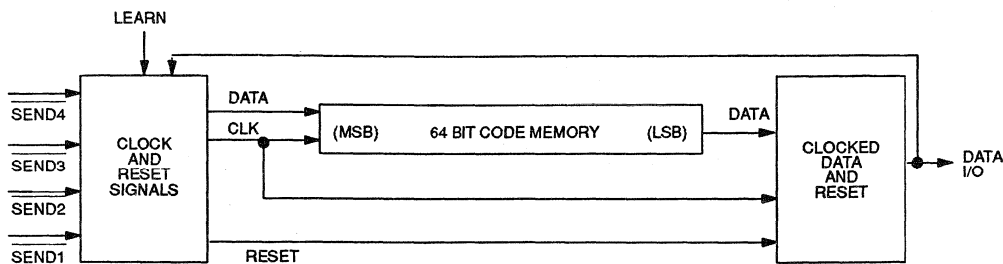 LEARN
SEND4
SEND3
SEND2
SEND1
CLOCK
AND
RESET
SIGNALS
DATA
CLK
RESET
(MSB) 64 BIT CODE MEMORY (LSB)
DATA
CLOCKED
DATA
AND
RESET
DATA
I/O